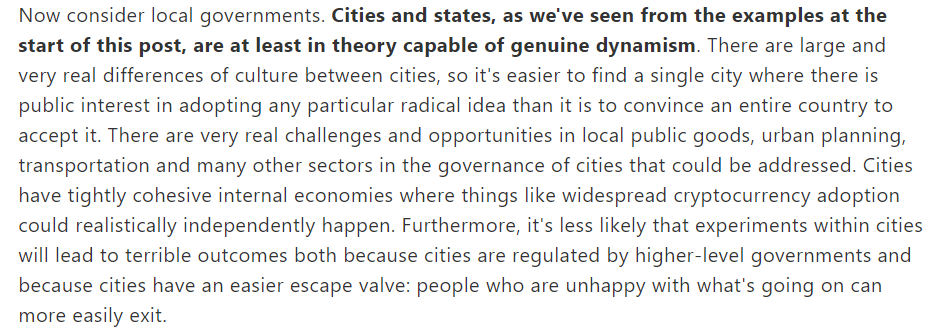 Now consider local governments. Cities and states, as we've seen from the examples at the
start of this post, are at least in theory capable of genuine dynamism. There are large and
very real differences of culture between cities, so it's easier to find a single city where there is
public interest in adopting any particular radical idea than it is to convince an entire country to
accept it. There are very real challenges and opportunities in local public goods, urban planning,
transportation and many other sectors in the governance of cities that could be addressed. Cities
have tightly cohesive internal economies where things like widespread cryptocurrency adoption
could realistically independently happen. Furthermore, it's less likely that experiments within cities
will lead to terrible outcomes both because cities are regulated by higher-level governments and
because cities have an easier escape valve: people who are unhappy with what's going on can
more easily exit.